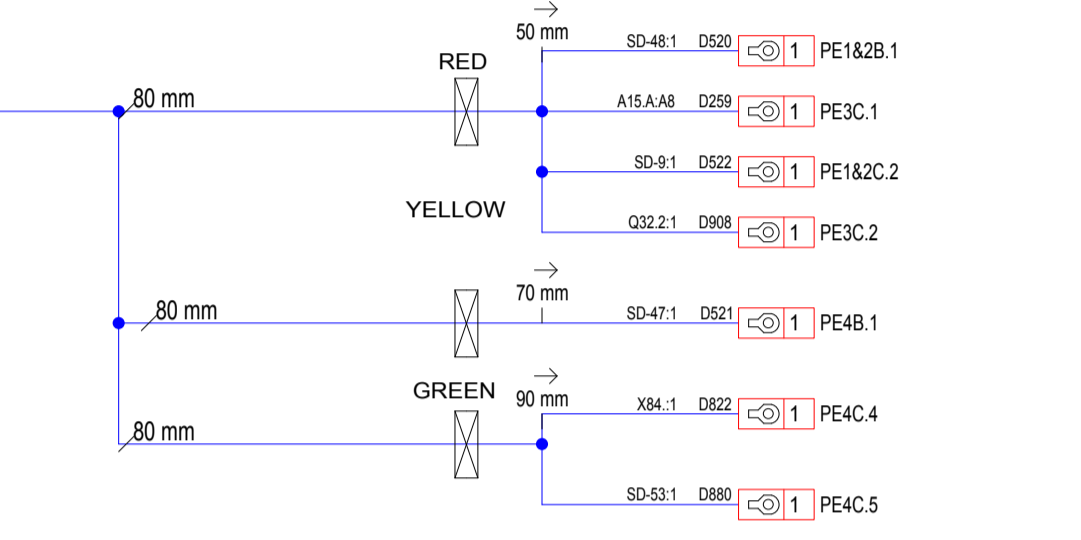 50 mm
SD-48:1 D520 1 PE1&2B.1
RED
80 mm
A15.A:A8 D259 1 PE3C.1
SD-9:1 D522 1 PE1&2C.2
YELLOW
Q32.2:1 D908 1 PE3C.2
70 mm
80 mm
SD-47:1 D521 1 PE4B.1
GREEN
90 mm
X84.:1 D822 1 PE4C.4
80 mm
SD-53:1 D880 1 PE4C.5